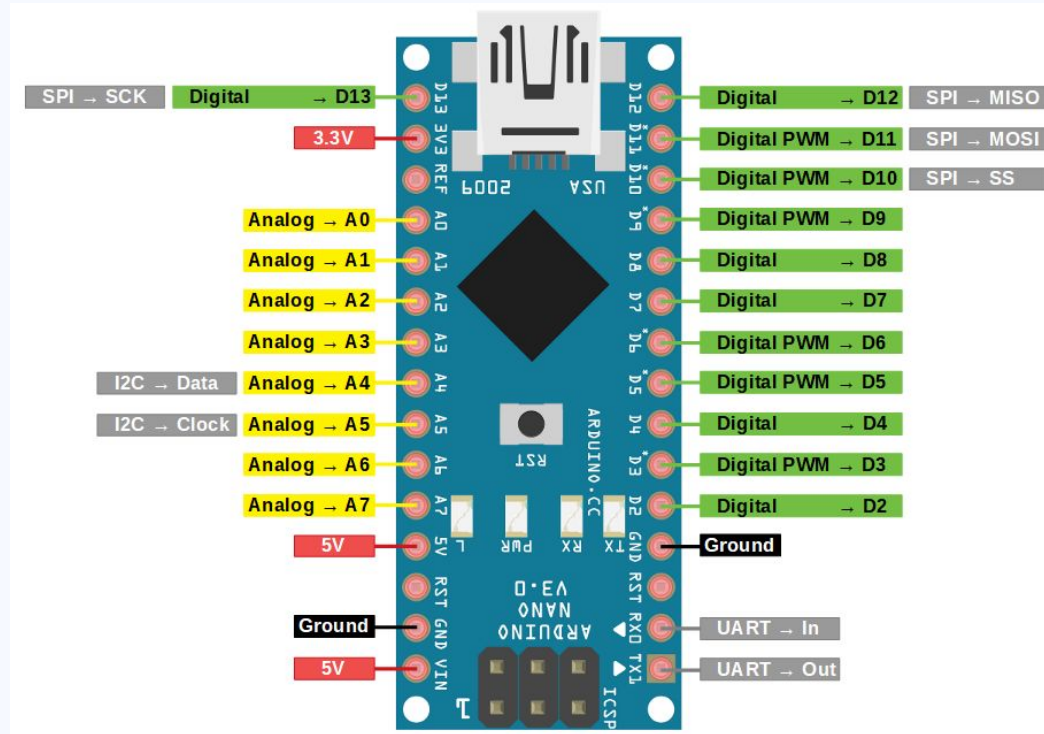 SPI → SCK
Digital → D13
3.3V
Analog → A0
Analog → A1
Analog → A2
Analog → A3
I2C → Data
Analog → A4
I2C → Clock
Analog → A5
Analog → A6
Analog → A7
5V
Ground
5V
D13
3V3
REF
A0
A1
A2
A3
A4
A5
A6
A7
5V
RST
GND
VIN
2009
USA
RST
ARDUINO.CC
L
PWR
RX
TX
ARDUINO
NANO
V3.0
1
ICSP
D12
D11*
D10*
D9*
D8
D7
D6*
D5*
D4
D3*
D2
GND
RST
RX0
TX1
Digital → D12
SPI → MISO
Digital PWM → D11
SPI → MOSI
Digital PWM → D10
SPI → SS
Digital PWM → D9
Digital → D8
Digital → D7
Digital PWM → D6
Digital PWM → D5
Digital → D4
Digital PWM → D3
Digital → D2
Ground
UART → In
UART → Out